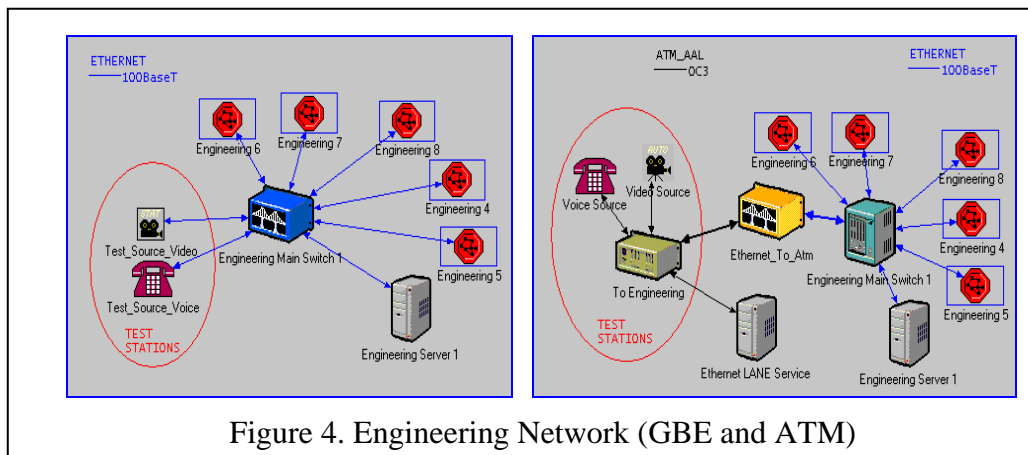 ETHERNET
100BaseT
Engineering 6
Engineering 7
Engineering 8
Engineering 4
Engineering 5
STAT
Test_Source_Video
Test_Source_Voice
Engineering Main Switch 1
Engineering Server 1
TEST
STATIONS
ATM_AAL
OC3
ETHERNET
100BaseT
AUTO
Voice Source
Video Source
Engineering 6
Engineering 7
Engineering 8
Engineering 4
Engineering 5
Ethernet_To_Atm
Engineering Main Switch 1
To Engineering
TEST
STATIONS
Ethernet LANE Service
Engineering Server 1
Figure 4. Engineering Network (GBE and ATM)